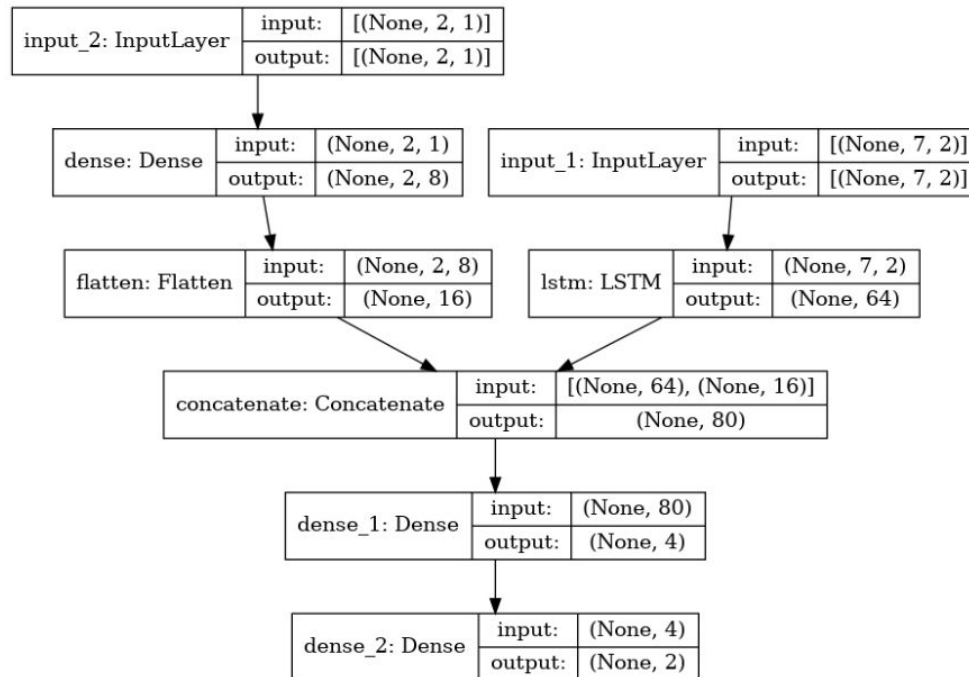 input_2: InputLayer
input: [(None, 2, 1)]
output: [(None, 2, 1)]
dense: Dense
input: (None, 2, 1)
output: (None, 2, 8)
input_1: InputLayer
input: [(None, 7, 2)]
output: [(None, 7, 2)]
flatten: Flatten
input: (None, 2, 8)
output: (None, 16)
lstm: LSTM
input: (None, 7, 2)
output: (None, 64)
concatenate: Concatenate
input: [(None, 64), (None, 16)]
output: (None, 80)
dense_1: Dense
input: (None, 80)
output: (None, 4)
dense_2: Dense
input: (None, 4)
output: (None, 2)